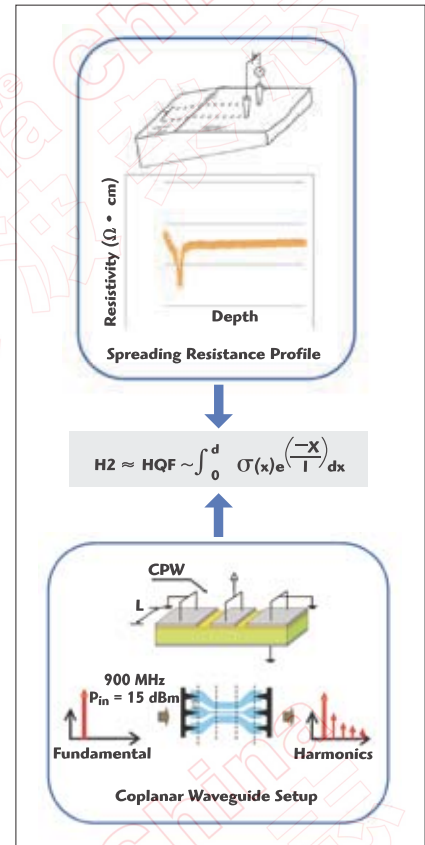 Resistivity (Ω • cm)
Depth
Spreading Resistance Profile
H2 ≈ HQF ~ ∫₀ᵈ σ(x)e^(−X/l) dx
CPW
L
900 MHz
Pin = 15 dBm
Fundamental
Harmonics
Coplanar Waveguide Setup